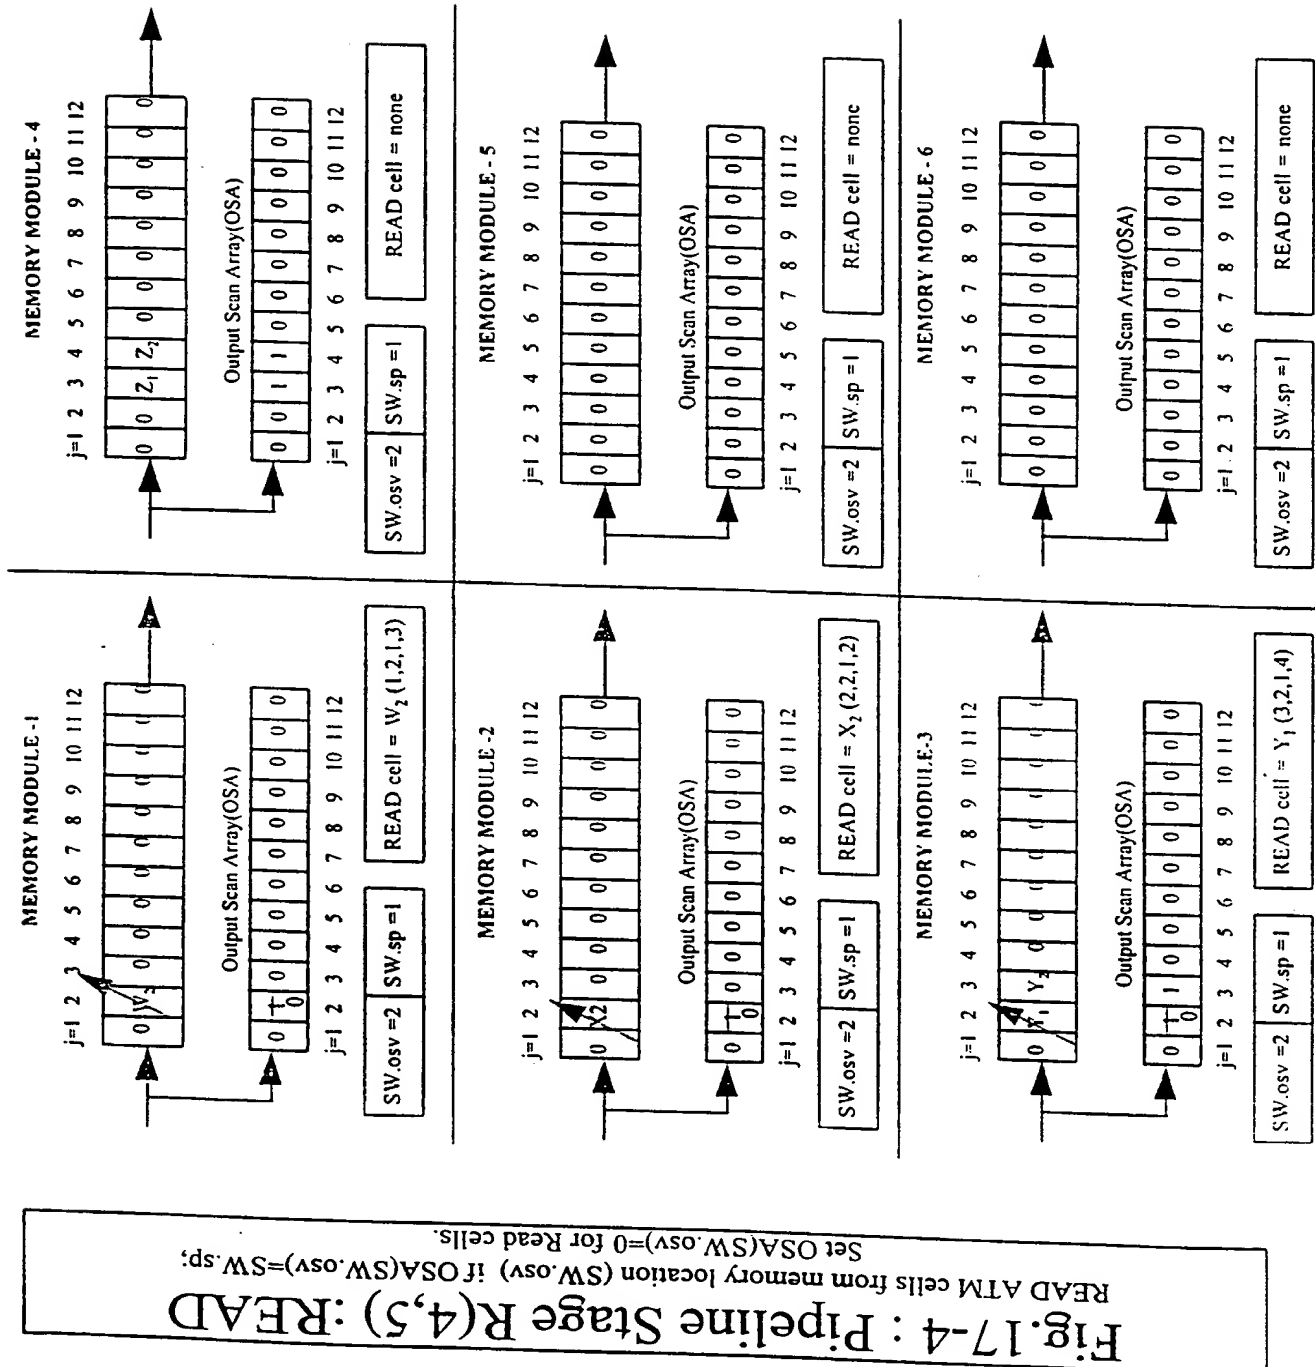 Fig.17-4 : Pipeline Stage R(4,5) :READ
READ ATM cells from memory location (SW.osv) if OSA(SW.osv)=SW.sp;
Set OSA(SW.osv)=0 for Read cells.
MEMORY MODULE -1
j=1 2 3 4 5 6 7 8 9 10 11 12
0 0 0 0 0 0 0 0
Output Scan Array(OSA)
0 1 0 0 0 0 0 0 0 0 0 0
0
j=1 2 3 4 5 6 7 8 9 10 11 12
SW.osv =2 SW.sp =1
READ cell = W₂ (1,2,1,3)
MEMORY MODULE - 4
j=1 2 3 4 5 6 7 8 9 10 11 12
0 0 Z₁ Z₂ 0 0 0 0 0 0 0 0
Output Scan Array(OSA)
0 0 1 1 0 0 0 0 0 0 0 0
j=1 2 3 4 5 6 7 8 9 10 11 12
SW.osv =2 SW.sp =1
READ cell = none
MEMORY MODULE -2
j=1 2 3 4 5 6 7 8 9 10 11 12
0 X2 0 0 0 0 0 0 0 0 0 0
Output Scan Array(OSA)
0 1 0 0 0 0 0 0 0 0 0 0
0
j=1 2 3 4 5 6 7 8 9 10 11 12
SW.osv =2 SW.sp =1
READ cell = X₂ (2,2,1,2)
MEMORY MODULE - 5
j=1 2 3 4 5 6 7 8 9 10 11 12
0 0 0 0 0 0 0 0 0 0 0 0
Output Scan Array(OSA)
0 0 0 0 0 0 0 0 0 0 0 0
j=1 2 3 4 5 6 7 8 9 10 11 12
SW.osv =2 SW.sp =1
READ cell = none
MEMORY MODULE-3
j=1 2 3 4 5 6 7 8 9 10 11 12
0 Y₁ Y₂ 0 0
Output Scan Array(OSA)
0 1 1 0 0 0 0 0 0 0 0 0
0
j=1 2 3 4 5 6 7 8 9 10 11 12
SW.osv =2 SW.sp =1
READ cell = Y₁ (3,2,1,4)
MEMORY MODULE - 6
j=1 2 3 4 5 6 7 8 9 10 11 12
0 0 0 0 0 0 0 0 0 0 0 0
Output Scan Array(OSA)
0 0 0 0 0 0 0 0 0 0 0 0
j=1 2 3 4 5 6 7 8 9 10 11 12
SW.osv =2 SW.sp =1
READ cell = none